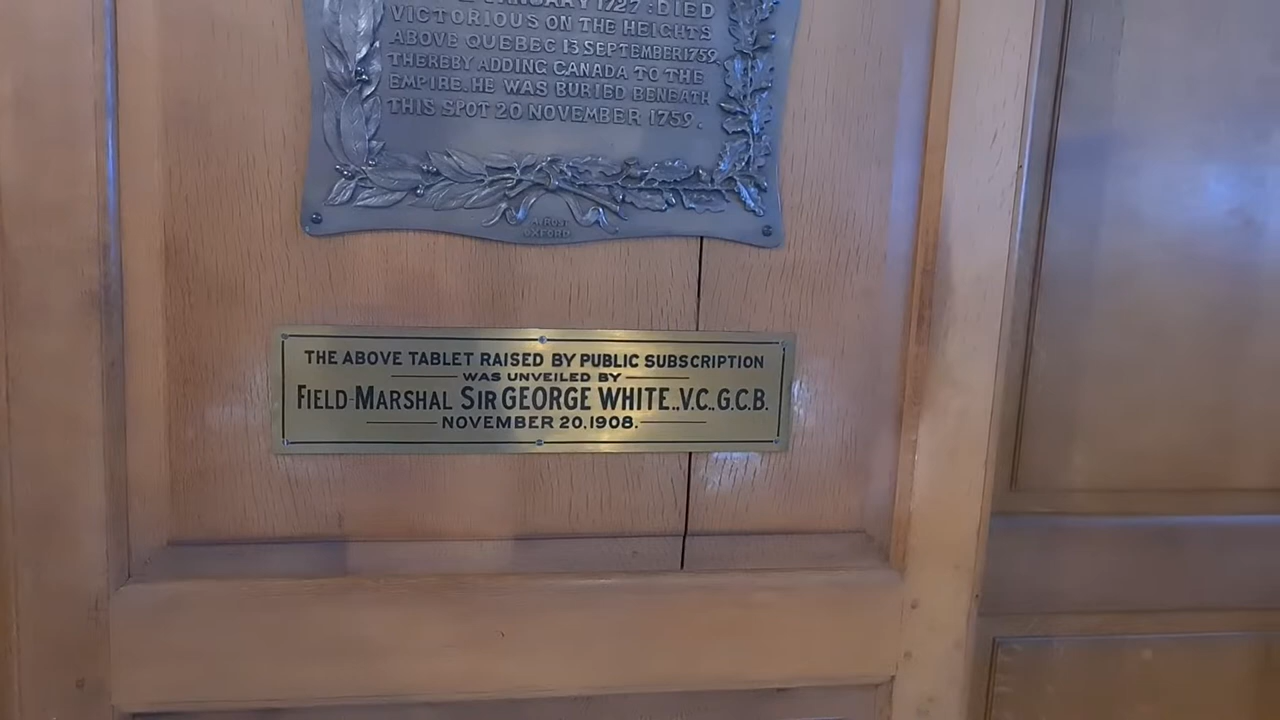 JANUARY 1727 : DIED
VICTORIOUS ON THE HEIGHTS
ABOVE QUEBEC 13 SEPTEMBER 1759,
THEREBY ADDING CANADA TO THE
EMPIRE. HE WAS BURIED BENEATH
THIS SPOT 20 NOVEMBER 1759.
OXFORD
THE ABOVE TABLET RAISED BY PUBLIC SUBSCRIPTION
WAS UNVEILED BY
FIELD-MARSHAL SIR GEORGE WHITE., V.C., G.C.B.
NOVEMBER 20, 1908.